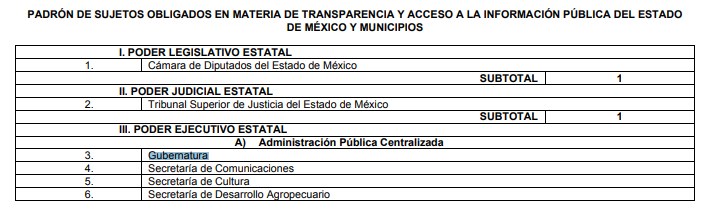 PADRÓN DE SUJETOS OBLIGADOS EN MATERIA DE TRANSPARENCIA Y ACCESO A LA INFORMACIÓN PÚBLICA DEL ESTADO
DE MÉXICO Y MUNICIPIOS
I. PODER LEGISLATIVO ESTATAL
1. Cámara de Diputados del Estado de México
SUBTOTAL 1
II. PODER JUDICIAL ESTATAL
2. Tribunal Superior de Justicia del Estado de México
SUBTOTAL 1
III. PODER EJECUTIVO ESTATAL
A) Administración Pública Centralizada
3. Gubernatura
4. Secretaría de Comunicaciones
5. Secretaría de Cultura
6. Secretaría de Desarrollo Agropecuario